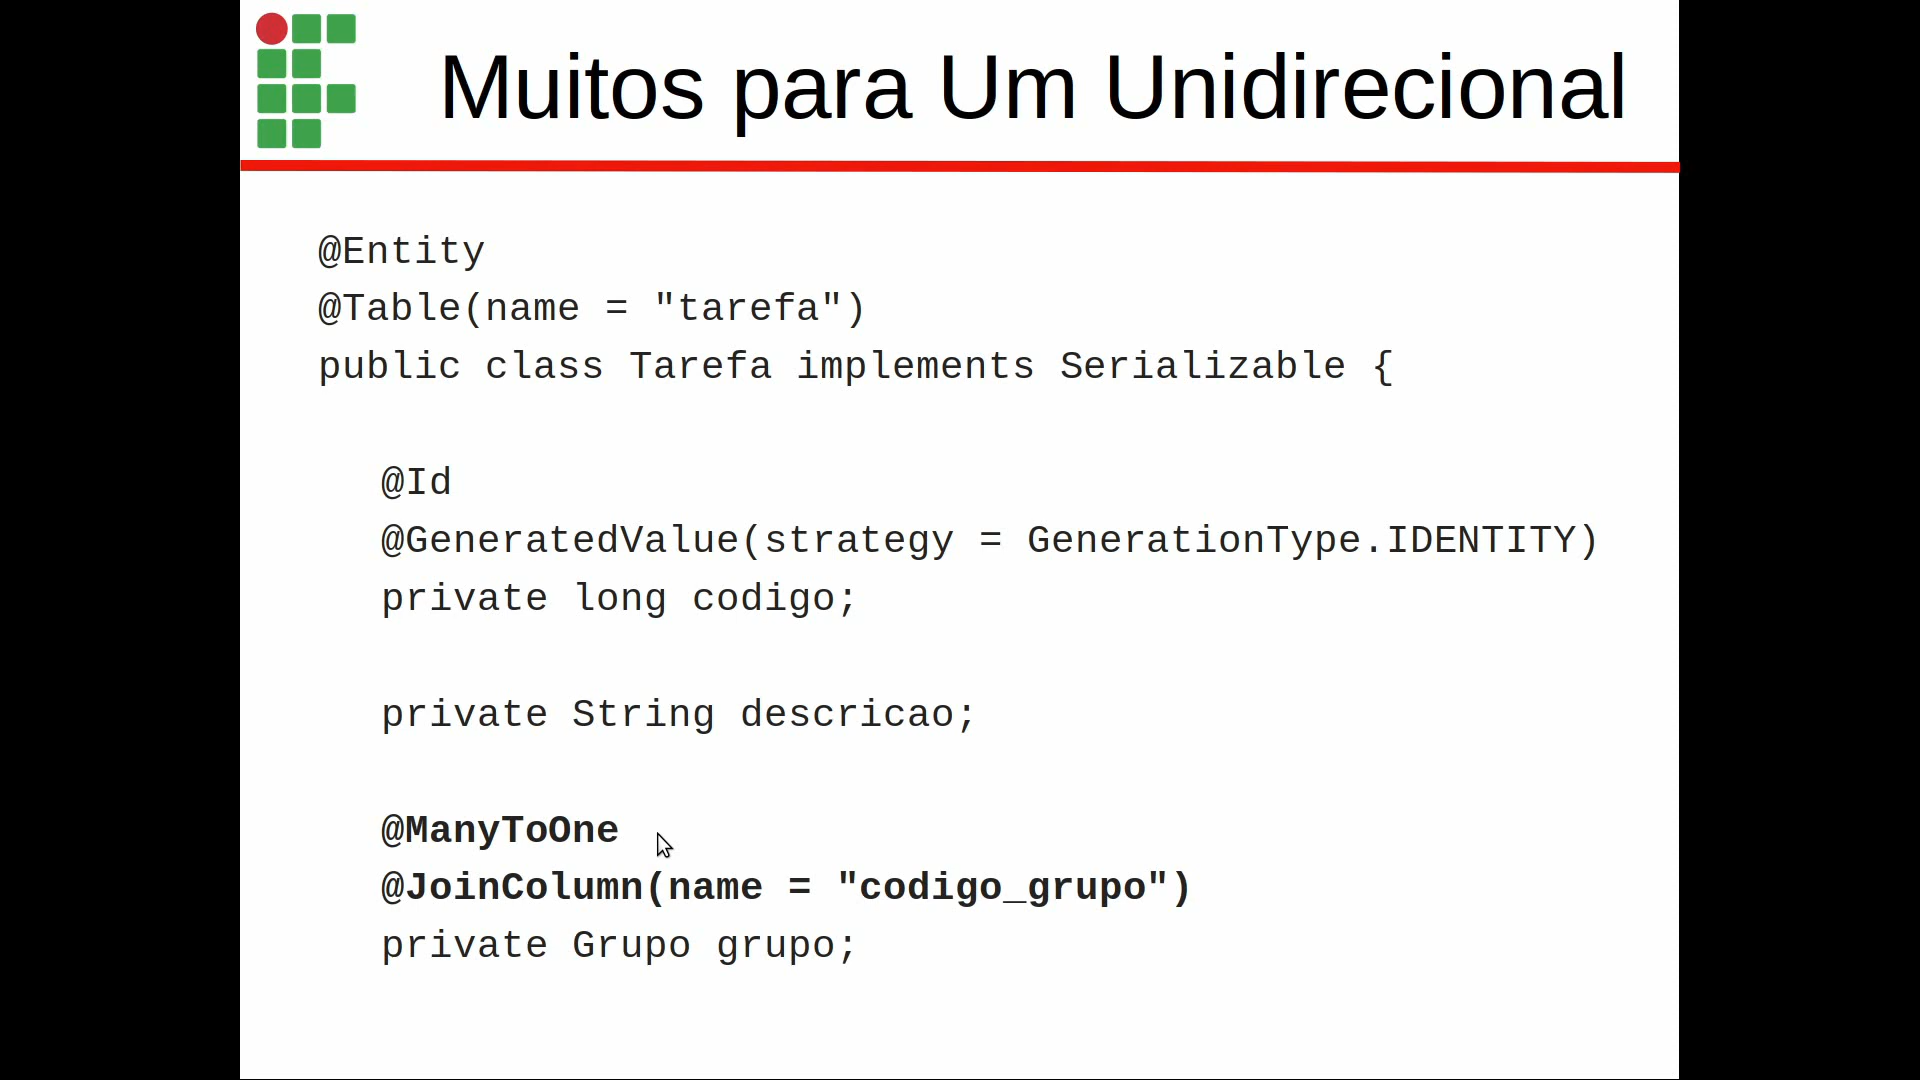 Muitos para Um Unidirecional
@Entity
@Table(name = "tarefa")
public class Tarefa implements Serializable {
@Id
@GeneratedValue(strategy = GenerationType.IDENTITY)
private long codigo;
private String descricao;
@ManyToOne
@JoinColumn(name = "codigo_grupo")
private Grupo grupo;